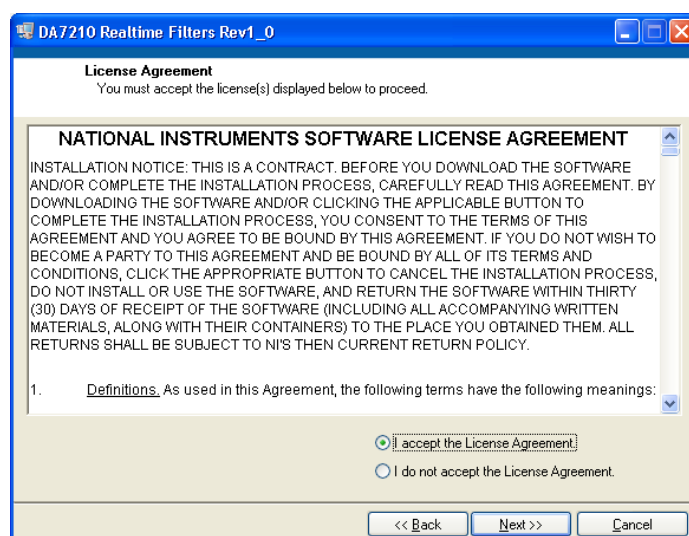 DA7210 Realtime Filters Rev1_0
License Agreement
You must accept the license(s) displayed below to proceed.
NATIONAL INSTRUMENTS SOFTWARE LICENSE AGREEMENT
INSTALLATION NOTICE: THIS IS A CONTRACT. BEFORE YOU DOWNLOAD THE SOFTWARE
AND/OR COMPLETE THE INSTALLATION PROCESS, CAREFULLY READ THIS AGREEMENT. BY
DOWNLOADING THE SOFTWARE AND/OR CLICKING THE APPLICABLE BUTTON TO
COMPLETE THE INSTALLATION PROCESS, YOU CONSENT TO THE TERMS OF THIS
AGREEMENT AND YOU AGREE TO BE BOUND BY THIS AGREEMENT. IF YOU DO NOT WISH TO
BECOME A PARTY TO THIS AGREEMENT AND BE BOUND BY ALL OF ITS TERMS AND
CONDITIONS, CLICK THE APPROPRIATE BUTTON TO CANCEL THE INSTALLATION PROCESS,
DO NOT INSTALL OR USE THE SOFTWARE, AND RETURN THE SOFTWARE WITHIN THIRTY
(30) DAYS OF RECEIPT OF THE SOFTWARE (INCLUDING ALL ACCOMPANYING WRITTEN
MATERIALS, ALONG WITH THEIR CONTAINERS) TO THE PLACE YOU OBTAINED THEM. ALL
RETURNS SHALL BE SUBJECT TO NI'S THEN CURRENT RETURN POLICY.
1. Definitions. As used in this Agreement, the following terms have the following meanings:
I accept the License Agreement.
I do not accept the License Agreement.
<< Back
Next >>
Cancel